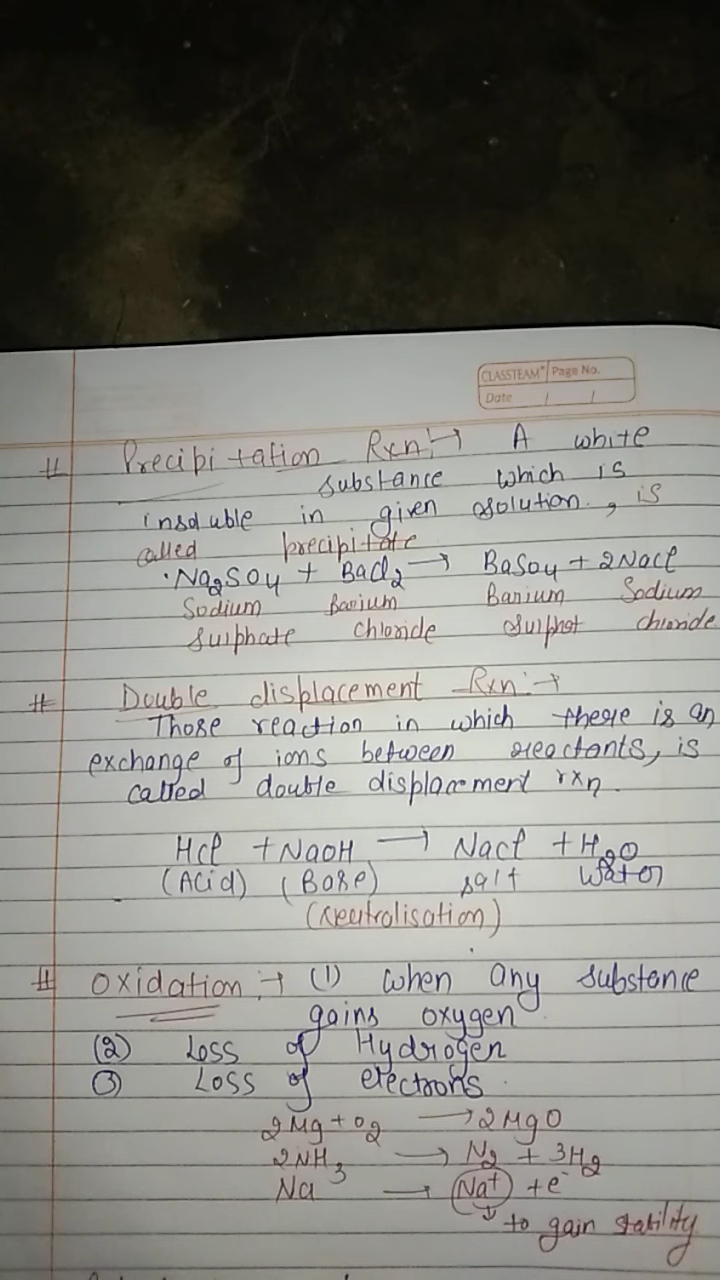 CLASSTEAM® Page No.
Date / /
# Precipitation Rxn :→ A white
substance which is
insoluble in given solution, is
called precipitate
Na₂SO₄ + BaCl₂ → BaSO₄ + 2NaCl
Sodium Barium Barium Sodium
Sulphate Chloride Sulphat chloride
# Double displacement Rxn :→
Those reaction in which there is an
exchange of ions between reactants, is
called double displacement rxn.
HCl + NaOH → NaCl + H₂O
(Acid) (Base) salt Water
(Neutralisation)
# Oxidation :→ (1) when any substance
gains oxygen
(2) Loss of Hydrogen
③ Loss of electrons.
2Mg + O₂ → 2MgO
2NH₃ → N₂ + 3H₂
Na → Na⁺ + e⁻
↓ to gain stability